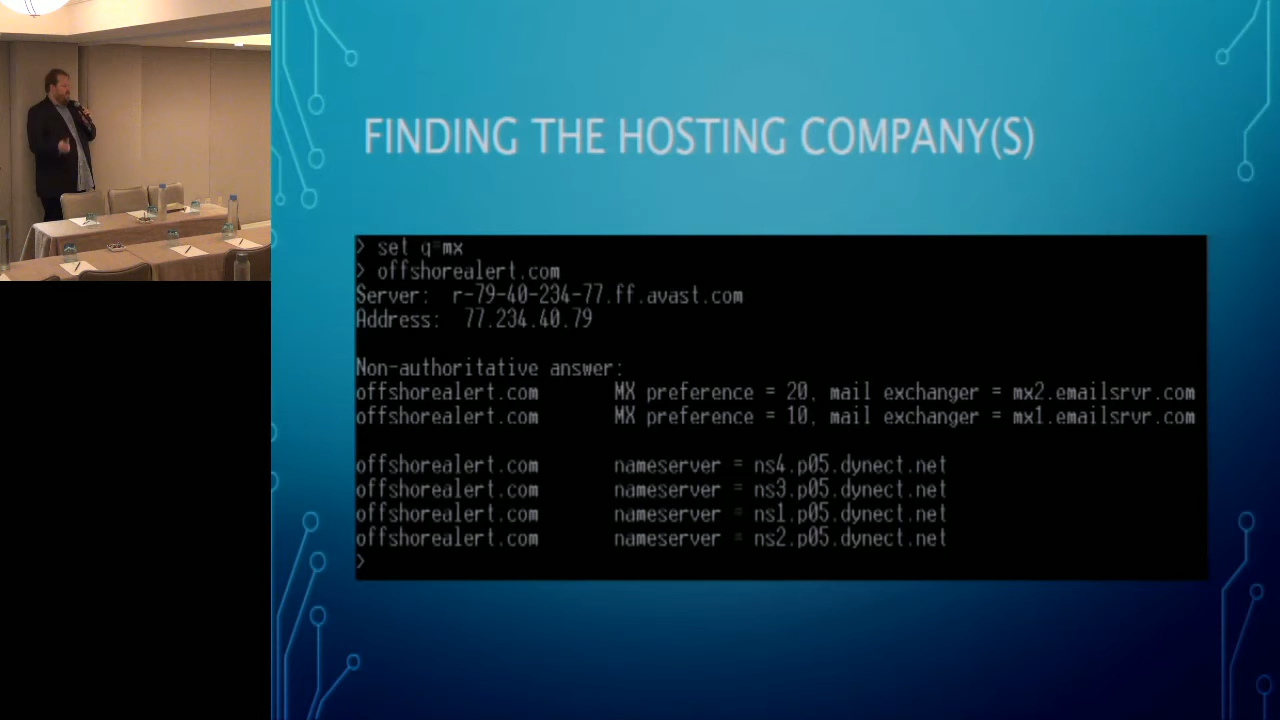 FINDING THE HOSTING COMPANY(S)
> set q=mx
> offshorealert.com
Server: r-79-40-234-77.ff.avast.com
Address: 77.234.40.79
Non-authoritative answer:
offshorealert.com MX preference = 20, mail exchanger = mx2.emailsrvr.com
offshorealert.com MX preference = 10, mail exchanger = mx1.emailsrvr.com
offshorealert.com nameserver = ns4.p05.dynect.net
offshorealert.com nameserver = ns3.p05.dynect.net
offshorealert.com nameserver = ns1.p05.dynect.net
offshorealert.com nameserver = ns2.p05.dynect.net
>